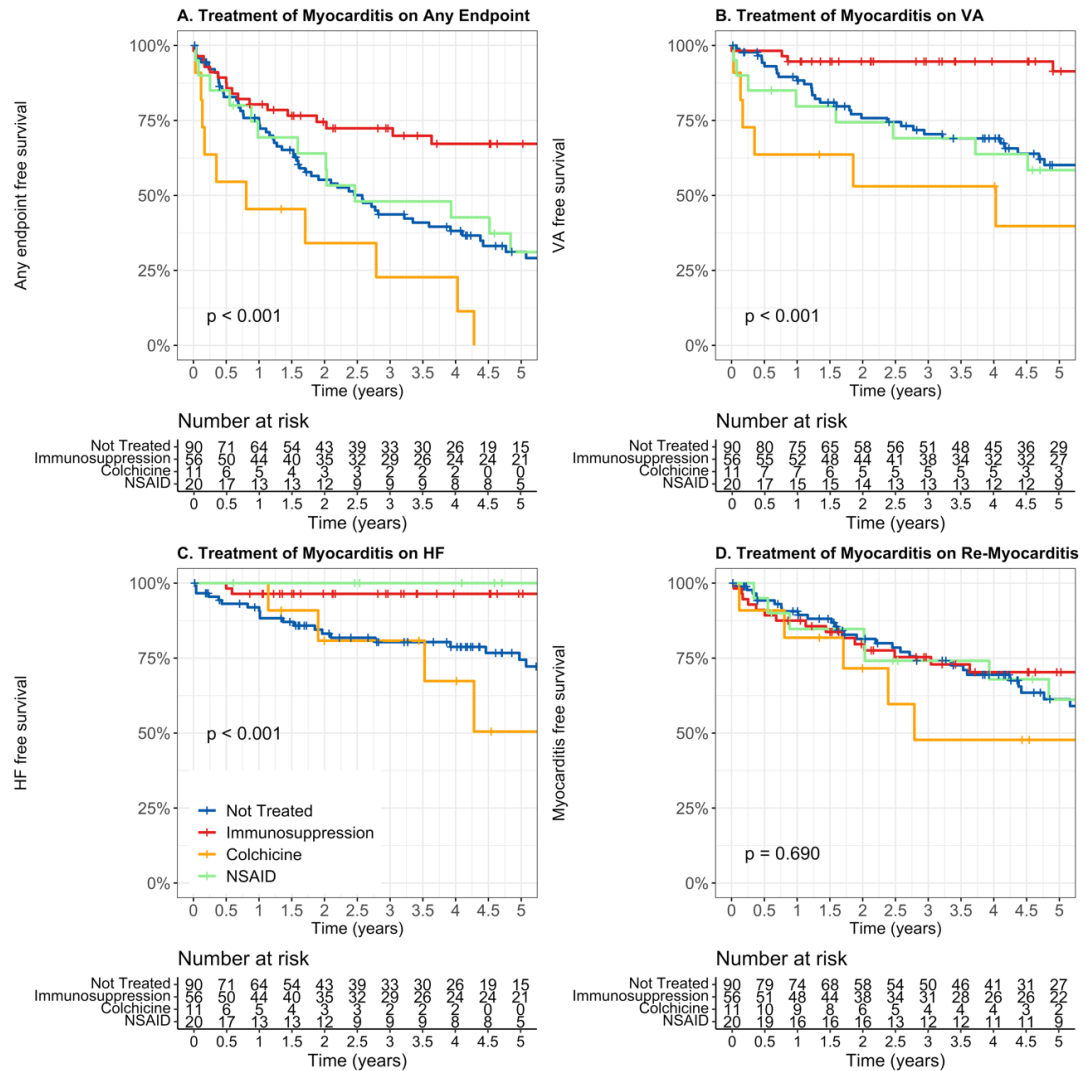 A. Treatment of Myocarditis on Any Endpoint
Any endpoint free survival
100%
75%
50%
25%
0%
p < 0.001
0 0.5 1 1.5 2 2.5 3 3.5 4 4.5 5
Time (years)
Number at risk
Not Treated 90 71 64 54 43 39 33 30 26 19 15
Immunosuppression 56 50 44 40 35 32 29 26 24 24 21
Colchicine 11 6 5 4 3 3 2 2 2 0 0
NSAID 20 17 13 13 12 9 9 9 8 8 5
0 0.5 1 1.5 2 2.5 3 3.5 4 4.5 5
Time (years)
B. Treatment of Myocarditis on VA
VA free survival
100%
75%
50%
25%
0%
p < 0.001
0 0.5 1 1.5 2 2.5 3 3.5 4 4.5 5
Time (years)
Number at risk
Not Treated 90 80 75 65 58 56 51 48 45 36 29
Immunosuppression 56 55 52 48 44 41 38 34 32 32 27
Colchicine 11 7 7 6 5 5 5 5 5 3 3
NSAID 20 17 15 15 14 13 13 13 12 12 9
0 0.5 1 1.5 2 2.5 3 3.5 4 4.5 5
Time (years)
C. Treatment of Myocarditis on HF
HF free survival
100%
75%
50%
25%
0%
p < 0.001
Not Treated
Immunosuppression
Colchicine
NSAID
0 0.5 1 1.5 2 2.5 3 3.5 4 4.5 5
Time (years)
Number at risk
Not Treated 90 71 64 54 43 39 33 30 26 19 15
Immunosuppression 56 50 44 40 35 32 29 26 24 24 21
Colchicine 11 6 5 4 3 3 2 2 2 0 0
NSAID 20 17 13 13 12 9 9 9 8 8 5
0 0.5 1 1.5 2 2.5 3 3.5 4 4.5 5
Time (years)
D. Treatment of Myocarditis on Re-Myocarditis
Myocarditis free survival
100%
75%
50%
25%
0%
p = 0.690
0 0.5 1 1.5 2 2.5 3 3.5 4 4.5 5
Time (years)
Number at risk
Not Treated 90 79 74 68 58 54 50 46 41 31 27
Immunosuppression 56 51 48 44 38 34 31 28 26 26 22
Colchicine 11 10 9 8 6 5 4 4 4 3 2
NSAID 20 19 16 16 16 13 12 12 11 11 9
0 0.5 1 1.5 2 2.5 3 3.5 4 4.5 5
Time (years)